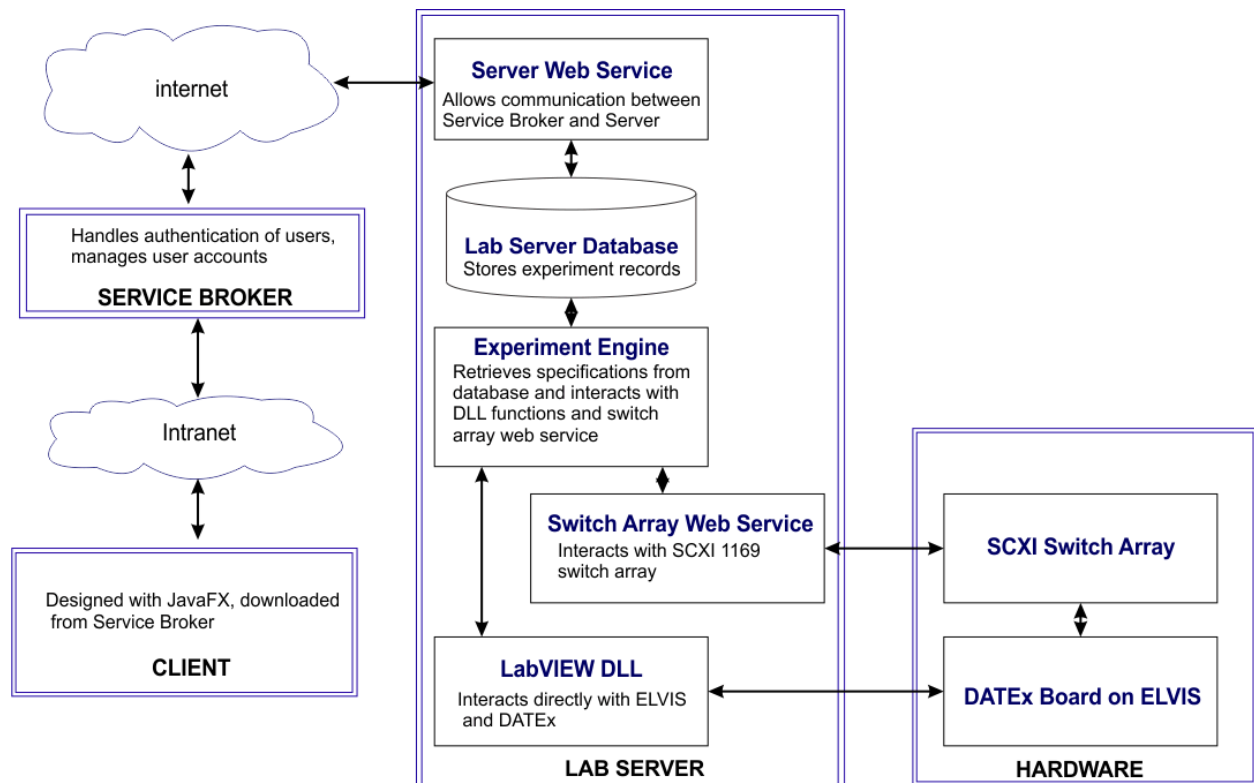 internet
Handles authentication of users,
manages user accounts
SERVICE BROKER
Intranet
Designed with JavaFX, downloaded
from Service Broker
CLIENT
Server Web Service
Allows communication between
Service Broker and Server
Lab Server Database
Stores experiment records
Experiment Engine
Retrieves specifications from
database and interacts with
DLL functions and switch
array web service
Switch Array Web Service
Interacts with SCXI 1169
switch array
LabVIEW DLL
Interacts directly with ELVIS
and DATEx
LAB SERVER
SCXI Switch Array
DATEx Board on ELVIS
HARDWARE